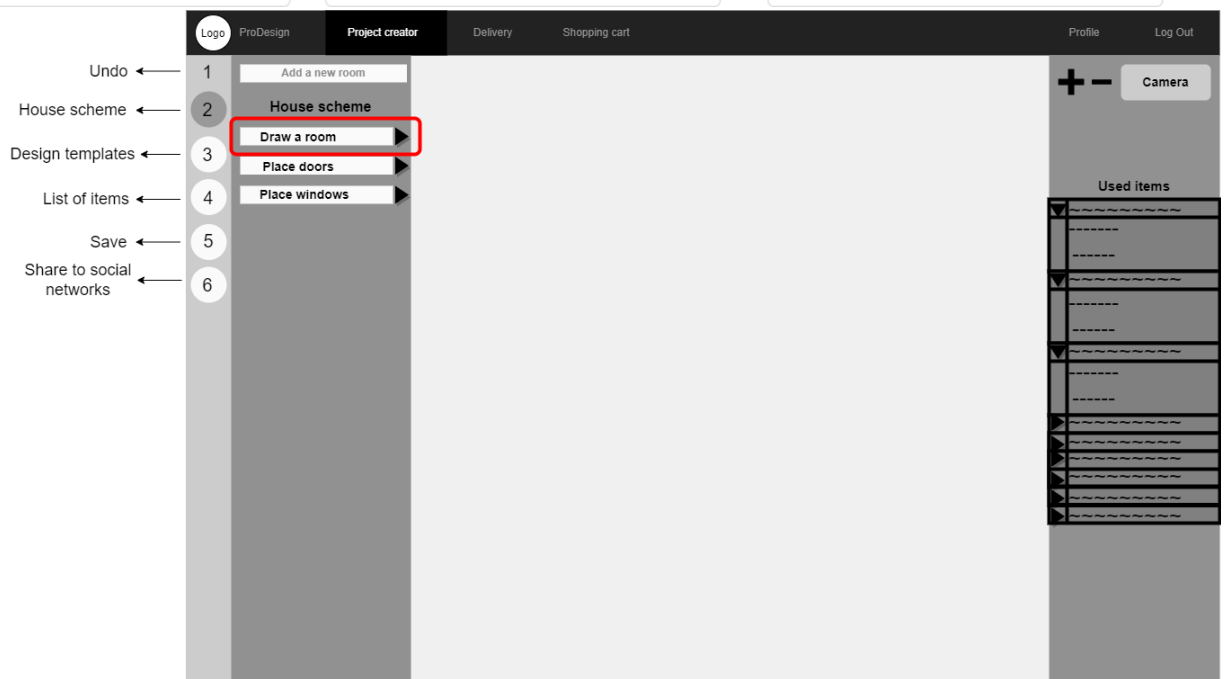 Logo
ProDesign
Project creator
Delivery
Shopping cart
Profile
Log Out
Undo
1
Add a new room
Camera
House scheme
2
House scheme
Draw a room
Design templates
3
Place doors
List of items
4
Place windows
Used items
~~~~~~~~~
-------
------
~~~~~~~~~
-------
------
~~~~~~~~~
-------
------
~~~~~~~~~
~~~~~~~~~
~~~~~~~~~
~~~~~~~~~
~~~~~~~~~
~~~~~~~~~
Save
5
Share to social
networks
6